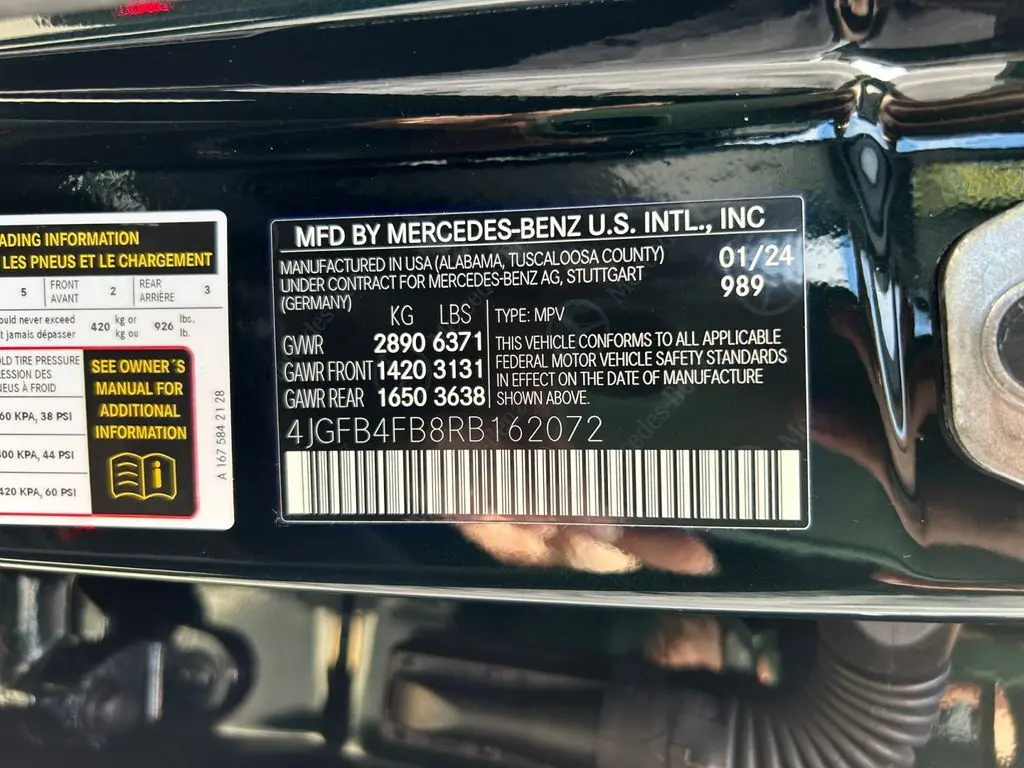 ADING INFORMATION
LES PNEUS ET LE CHARGEMENT
5 FRONT AVANT 2 REAR ARRIÈRE 3
ould never exceed
t jamais dépasser
420 kg or kg ou 926 lbs. lb.
OLD TIRE PRESSURE
ESSION DES
NEUS À FROID
60 KPA, 38 PSI
300 KPA, 44 PSI
420 KPA, 60 PSI
SEE OWNER´S
MANUAL FOR
ADDITIONAL
INFORMATION
A 167 584 21 28
MFD BY MERCEDES-BENZ U.S. INTL., INC
MANUFACTURED IN USA (ALABAMA, TUSCALOOSA COUNTY)
UNDER CONTRACT FOR MERCEDES-BENZ AG, STUTTGART
(GERMANY)
01/24
989
KG LBS
GVWR 2890 6371
GAWR FRONT 1420 3131
GAWR REAR 1650 3638
TYPE: MPV
THIS VEHICLE CONFORMS TO ALL APPLICABLE
FEDERAL MOTOR VEHICLE SAFETY STANDARDS
IN EFFECT ON THE DATE OF MANUFACTURE
SHOWN ABOVE.
4JGFB4FB8RB162072